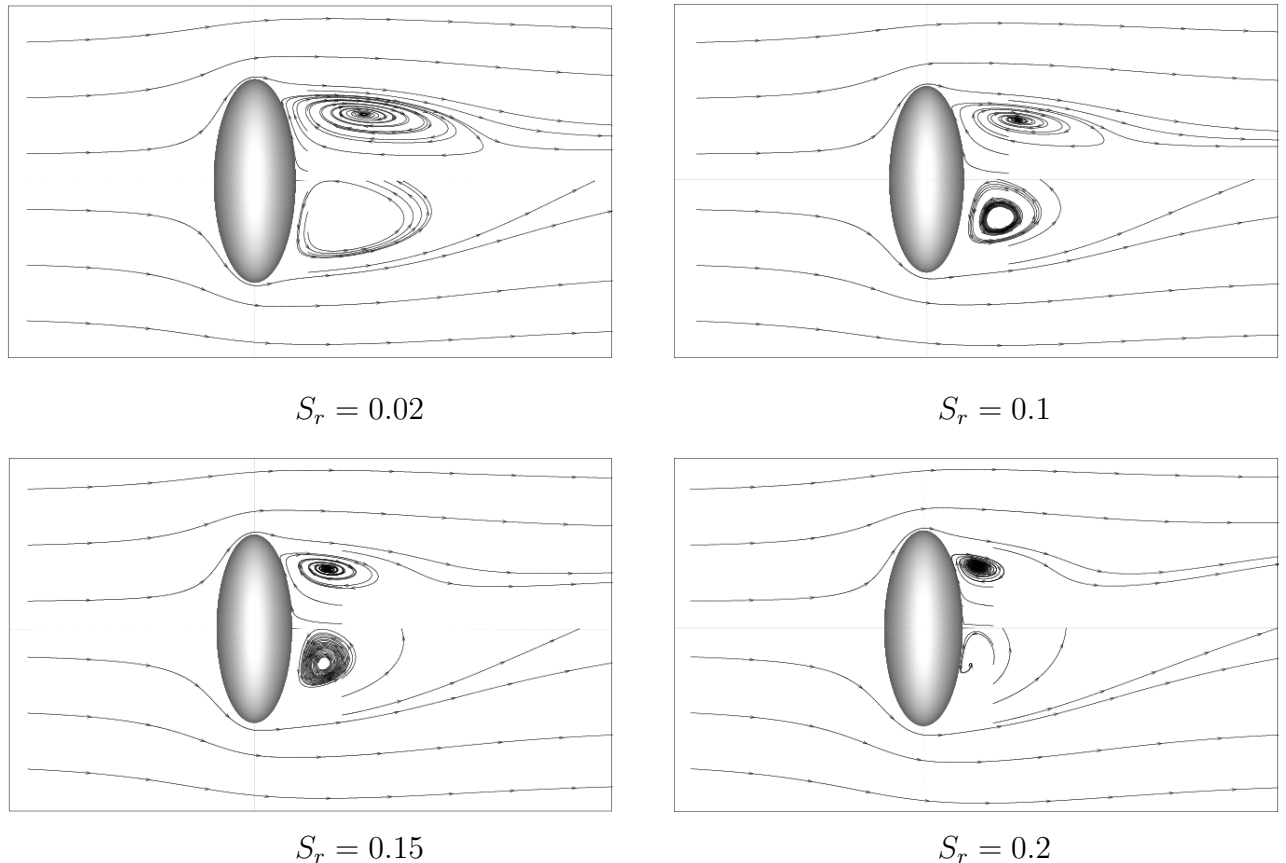 S_r = 0.02
S_r = 0.1
S_r = 0.15
S_r = 0.2